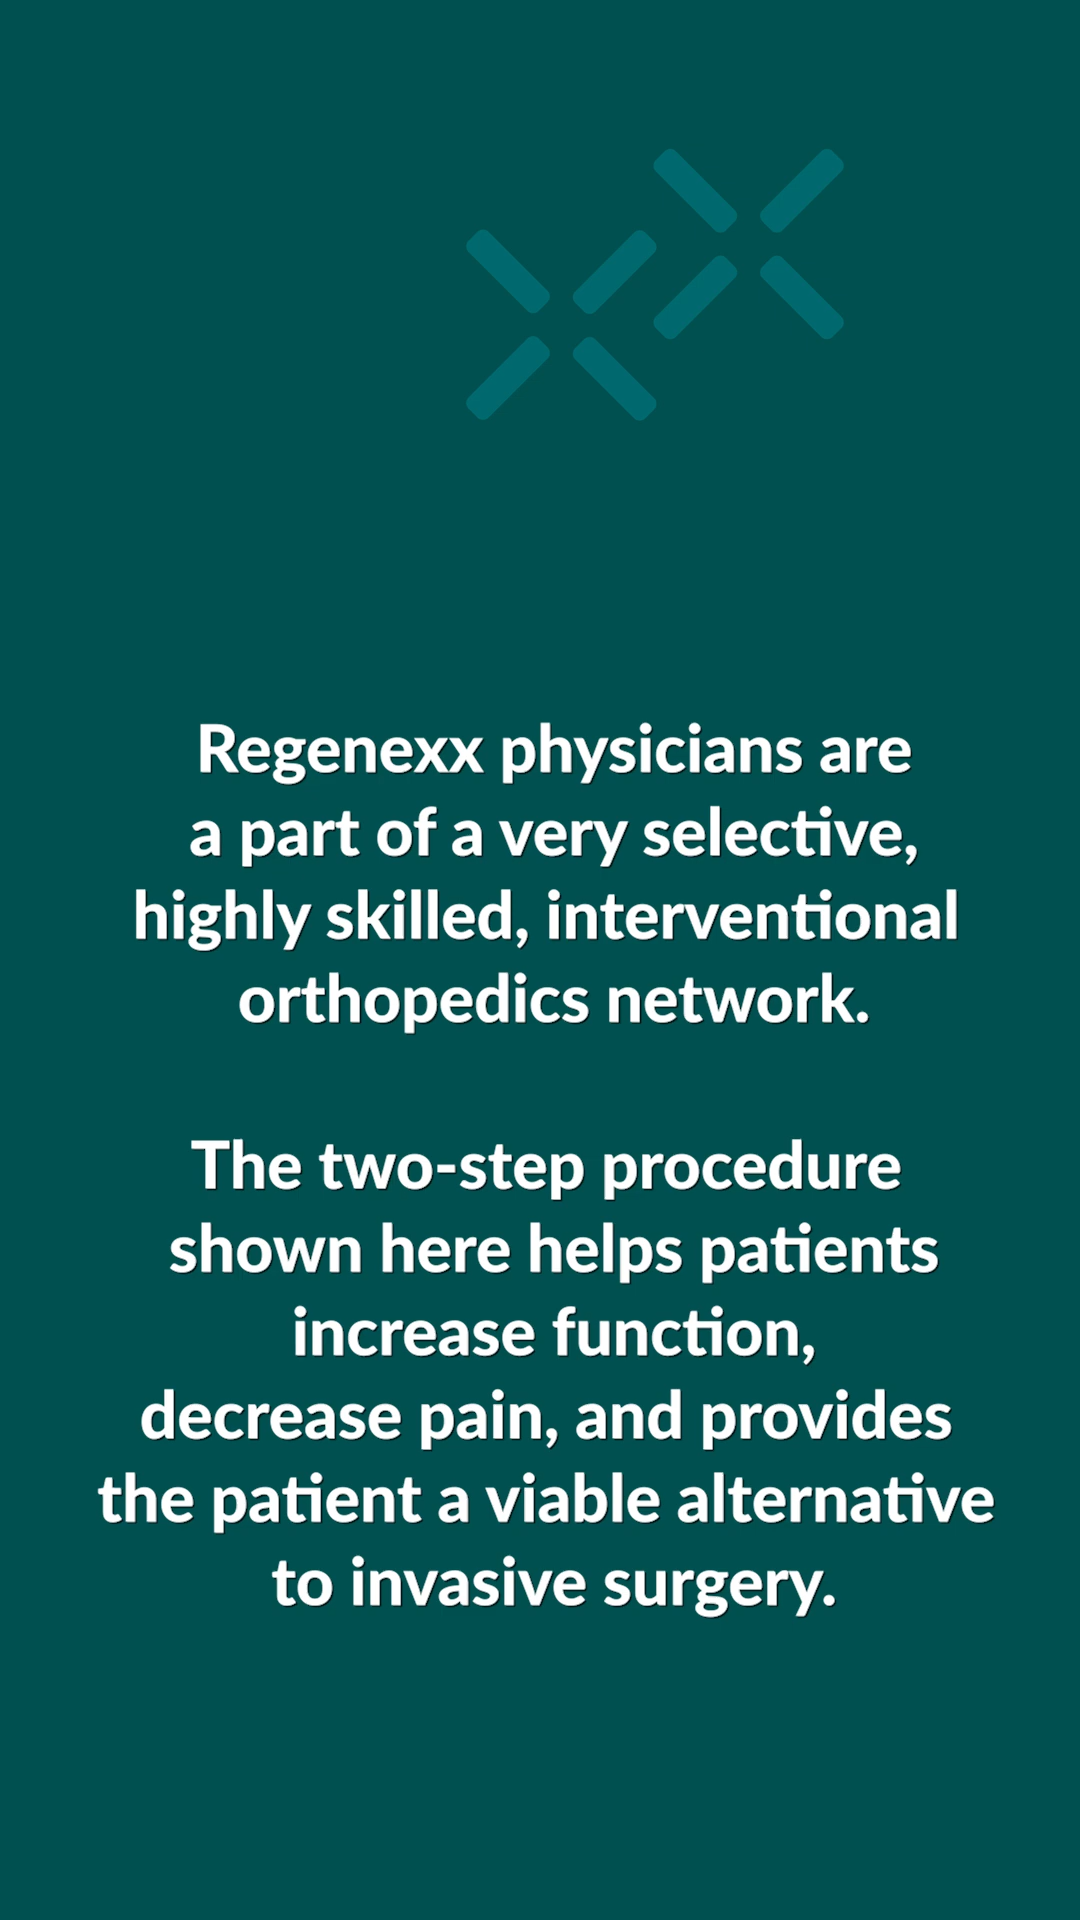 Regenexx physicians are
a part of a very selective,
highly skilled, interventional
orthopedics network.
The two-step procedure
shown here helps patients
increase function,
decrease pain, and provides
the patient a viable alternative
to invasive surgery.